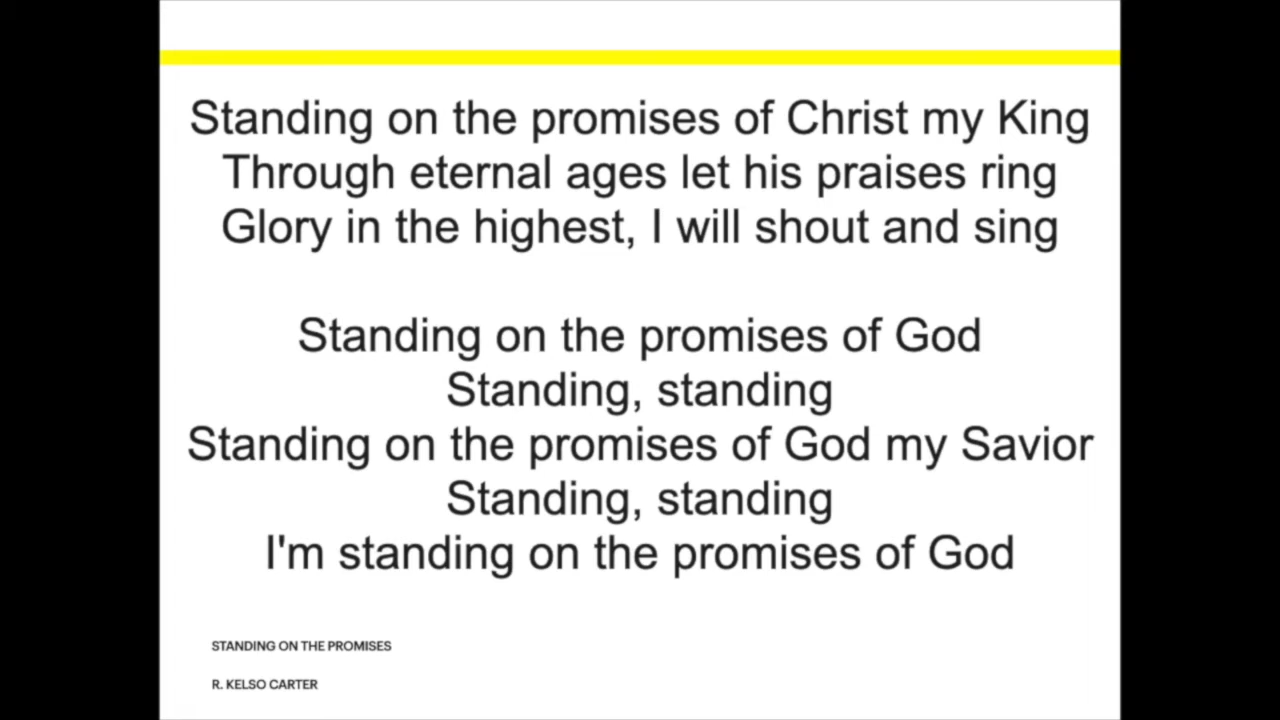 Standing on the promises of Christ my King
Through eternal ages let his praises ring
Glory in the highest, I will shout and sing
Standing on the promises of God
Standing, standing
Standing on the promises of God my Savior
Standing, standing
I'm standing on the promises of God
STANDING ON THE PROMISES
R. KELSO CARTER